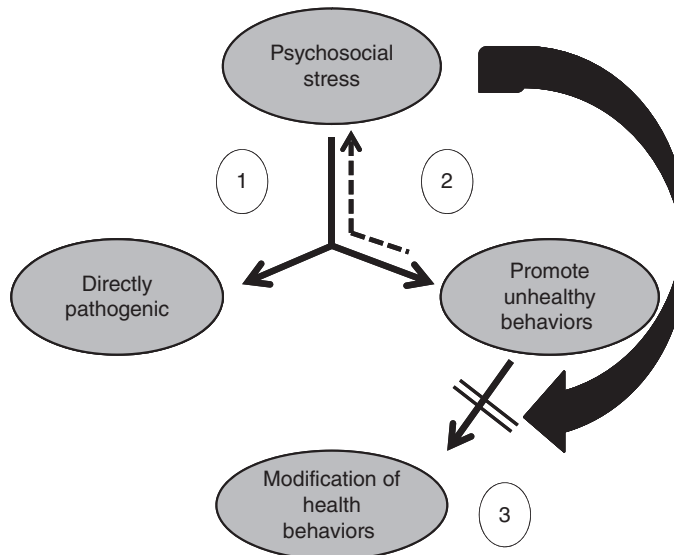 Psychosocial
stress
1
2
Directly
pathogenic
Promote
unhealthy
behaviors
Modification of
health
behaviors
3